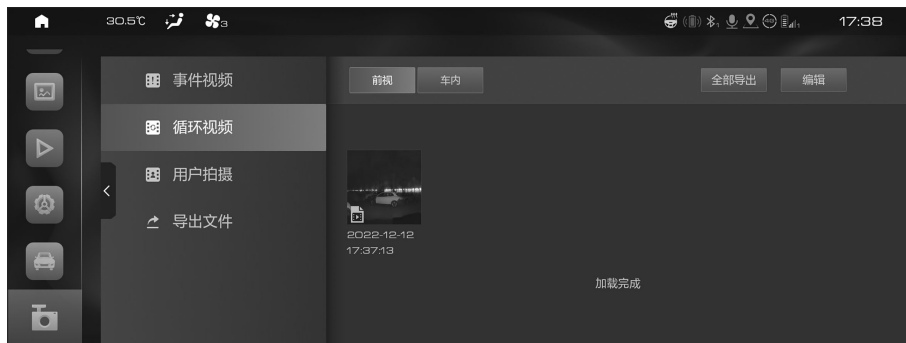 30.5℃
3
17:38
事件视频
循环视频
用户拍摄
导出文件
前视
车内
全部导出
编辑
2022-12-12
17:37:13
加载完成